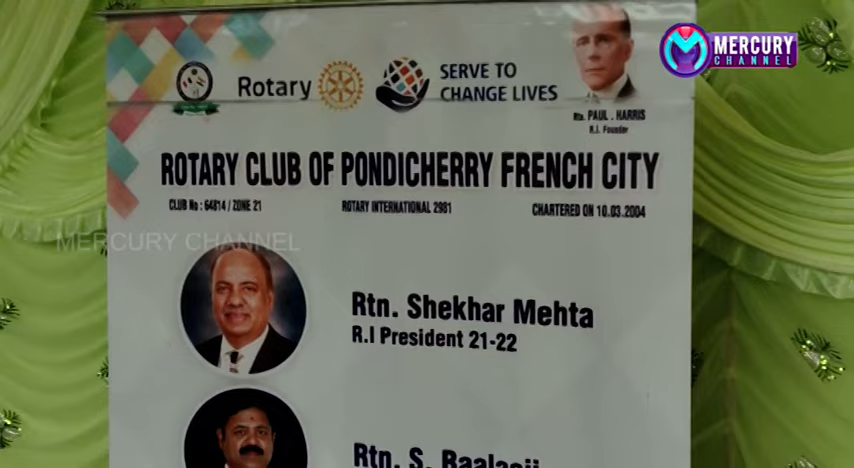 MERCURY
CHANNEL
Rotary
SERVE TO
CHANGE LIVES
Rtn. PAUL . HARRIS
R.I. Founder
ROTARY CLUB OF PONDICHERRY FRENCH CITY
CLUB No : 64814 / ZONE 21
ROTARY INTERNATIONAL 2981
CHARTERED ON 10.03.2004
MERCURY CHANNEL
Rtn. Shekhar Mehta
R.I President 21-22
Rtn. S.